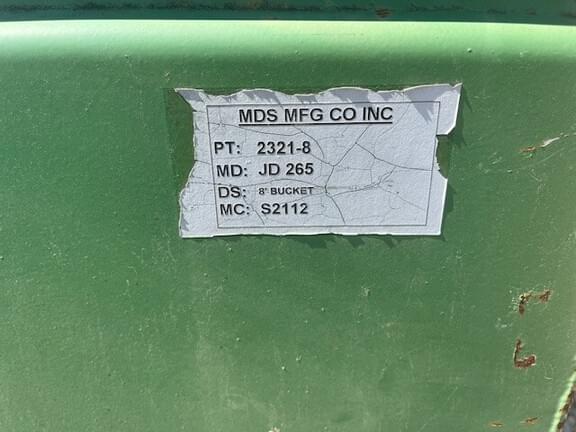 MDS MFG CO INC
PT: 2321-8
MD: JD 265
DS: 8' BUCKET
MC: S2112